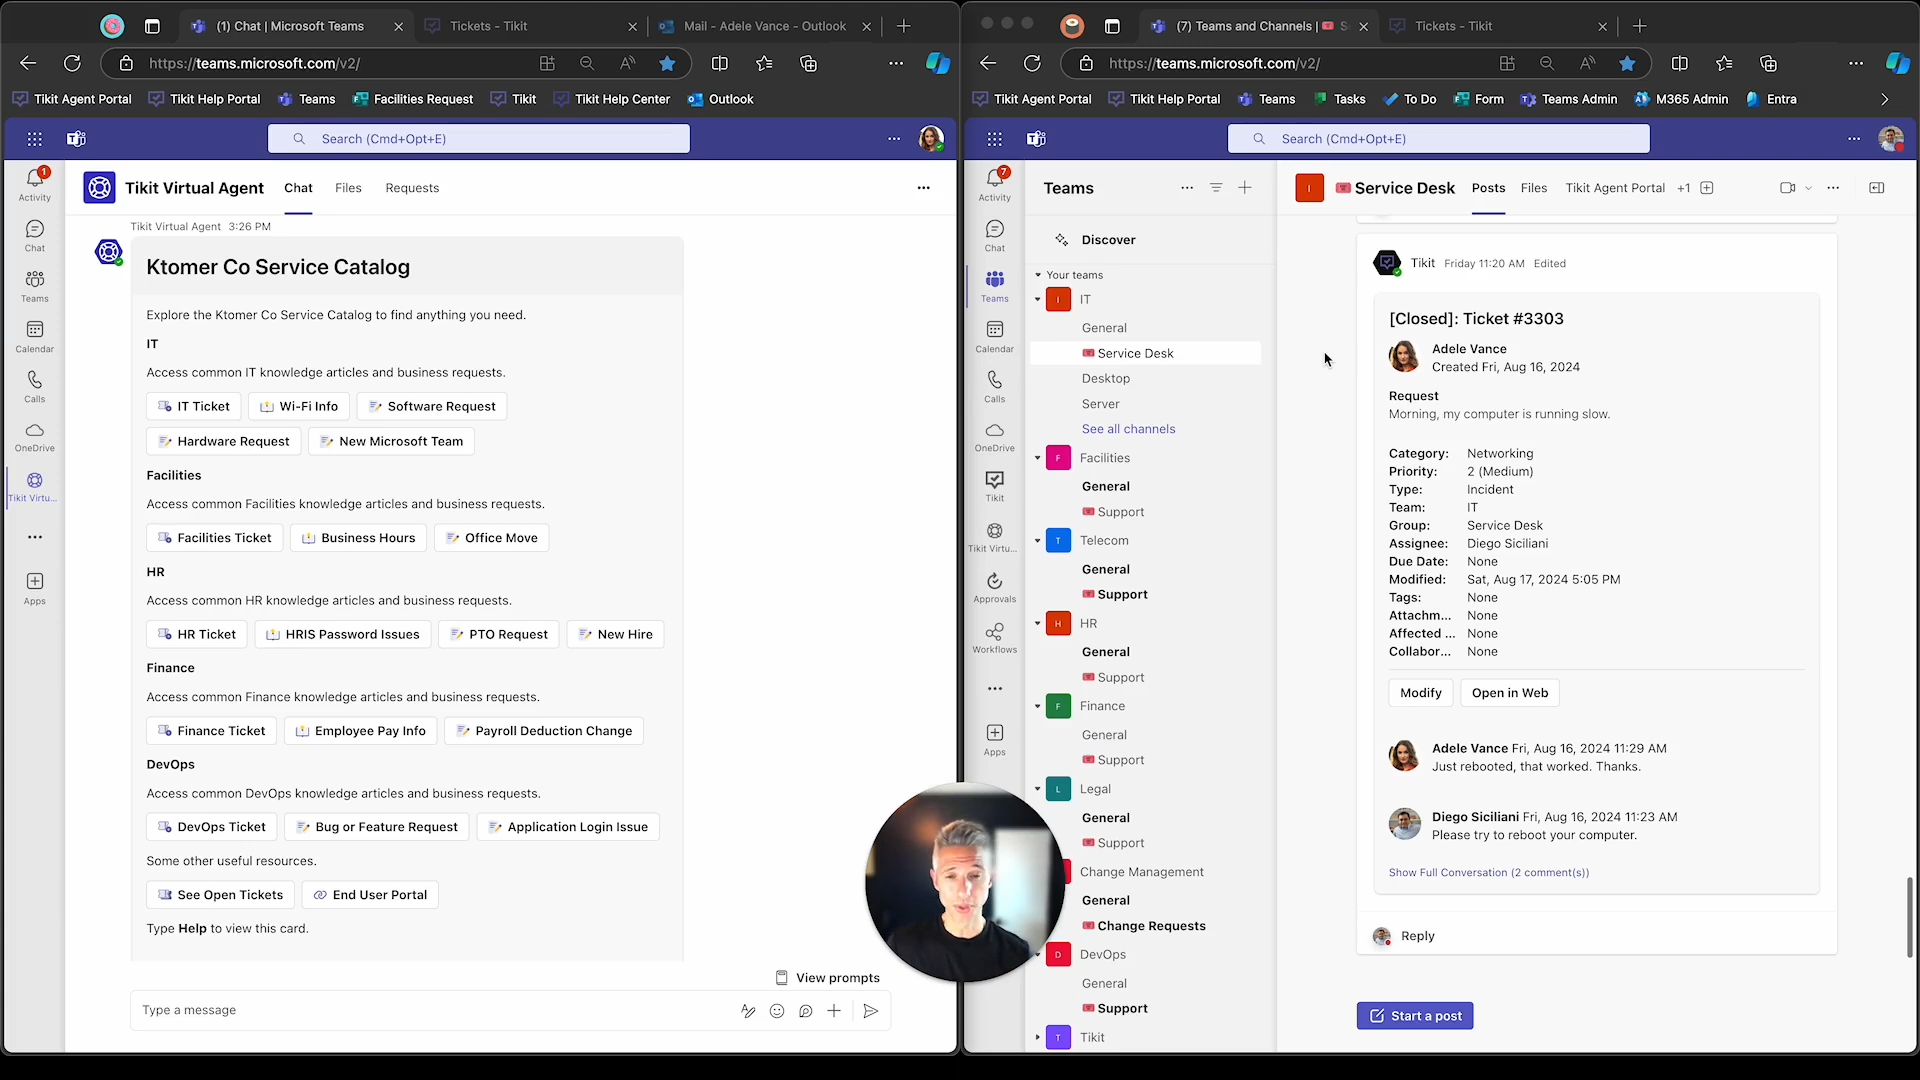 (1) Chat | Microsoft Teams
Tickets - Tikit
Mail - Adele Vance - Outlook
https://teams.microsoft.com/v2/
Tikit Agent Portal
Tikit Help Portal
Teams
Facilities Request
Tikit
Tikit Help Center
Outlook
Search (Cmd+Opt+E)
1
Activity
Chat
Teams
Calendar
Calls
OneDrive
Tikit Virtu...
Apps
Tikit Virtual Agent
Chat
Files
Requests
Tikit Virtual Agent 3:26 PM
Ktomer Co Service Catalog
Explore the Ktomer Co Service Catalog to find anything you need.
IT
Access common IT knowledge articles and business requests.
IT Ticket
Wi-Fi Info
Software Request
Hardware Request
New Microsoft Team
Facilities
Access common Facilities knowledge articles and business requests.
Facilities Ticket
Business Hours
Office Move
HR
Access common HR knowledge articles and business requests.
HR Ticket
HRIS Password Issues
PTO Request
New Hire
Finance
Access common Finance knowledge articles and business requests.
Finance Ticket
Employee Pay Info
Payroll Deduction Change
DevOps
Access common DevOps knowledge articles and business requests.
DevOps Ticket
Bug or Feature Request
Application Login Issue
Some other useful resources.
See Open Tickets
End User Portal
Type Help to view this card.
View prompts
Type a message
(7) Teams and Channels |
Tickets - Tikit
https://teams.microsoft.com/v2/
Tikit Agent Portal
Tikit Help Portal
Teams
Tasks
To Do
Form
Teams Admin
M365 Admin
Entra
Search (Cmd+Opt+E)
7
Activity
Chat
Teams
Calendar
Calls
OneDrive
Tikit
Tikit Virtu...
Approvals
Workflows
Apps
Teams
Discover
Your teams
I
IT
General
Service Desk
Desktop
Server
See all channels
F
Facilities
General
Support
T
Telecom
General
Support
H
HR
General
Support
F
Finance
General
Support
L
Legal
General
Support
Change Management
General
Change Requests
D
DevOps
General
Support
T
Tikit
I
Service Desk
Posts
Files
Tikit Agent Portal
+1
Tikit Friday 11:20 AM Edited
[Closed]: Ticket #3303
Adele Vance
Created Fri, Aug 16, 2024
Request
Morning, my computer is running slow.
Category: Networking
Priority: 2 (Medium)
Type: Incident
Team: IT
Group: Service Desk
Assignee: Diego Siciliani
Due Date: None
Modified: Sat, Aug 17, 2024 5:05 PM
Tags: None
Attachm... None
Affected ... None
Collabor... None
Modify
Open in Web
Adele Vance Fri, Aug 16, 2024 11:29 AM
Just rebooted, that worked. Thanks.
Diego Siciliani Fri, Aug 16, 2024 11:23 AM
Please try to reboot your computer.
Show Full Conversation (2 comment(s))
Reply
Start a post